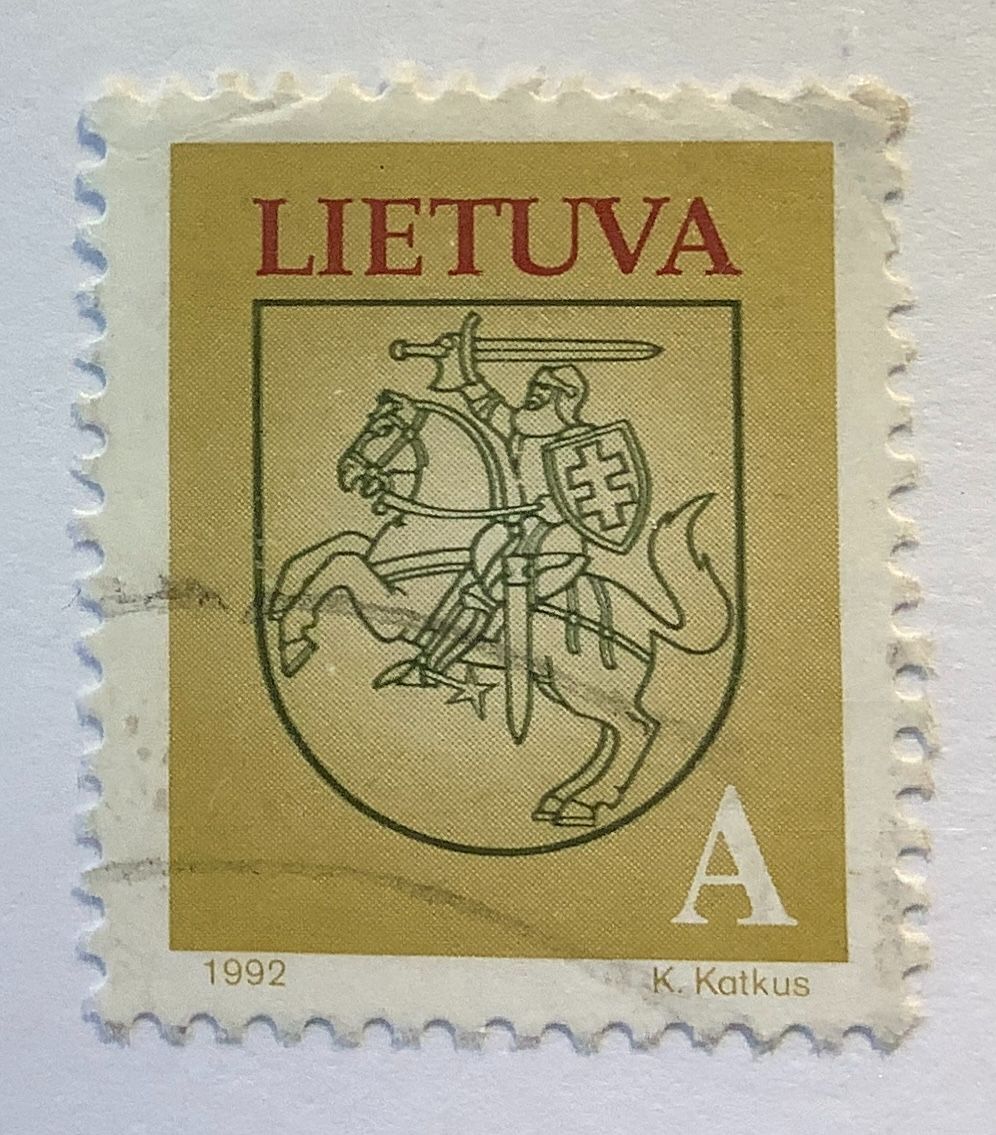 LIETUVA
A
1992
K. Katkus